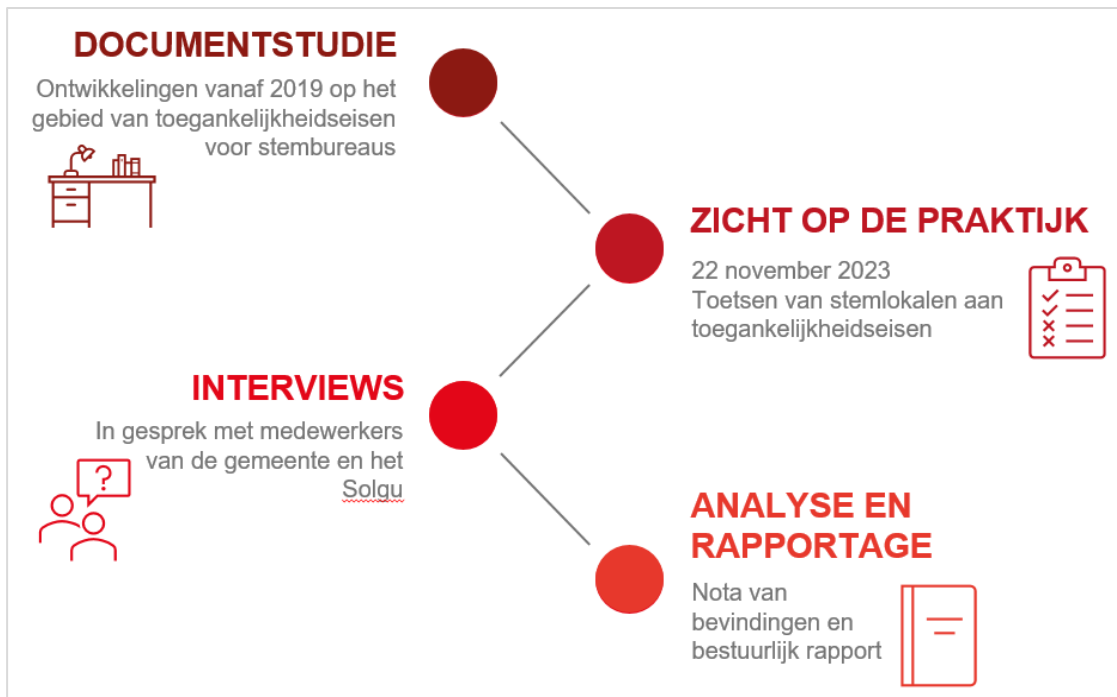 DOCUMENTSTUDIE
Ontwikkelingen vanaf 2019 op het
gebied van toegankelijkheidseisen
voor stembureaus
ZICHT OP DE PRAKTIJK
22 november 2023
Toetsen van stemlokalen aan
toegankelijkheidseisen
INTERVIEWS
In gesprek met medewerkers
van de gemeente en het
Solgu
?
ANALYSE EN
RAPPORTAGE
Nota van
bevindingen en
bestuurlijk rapport